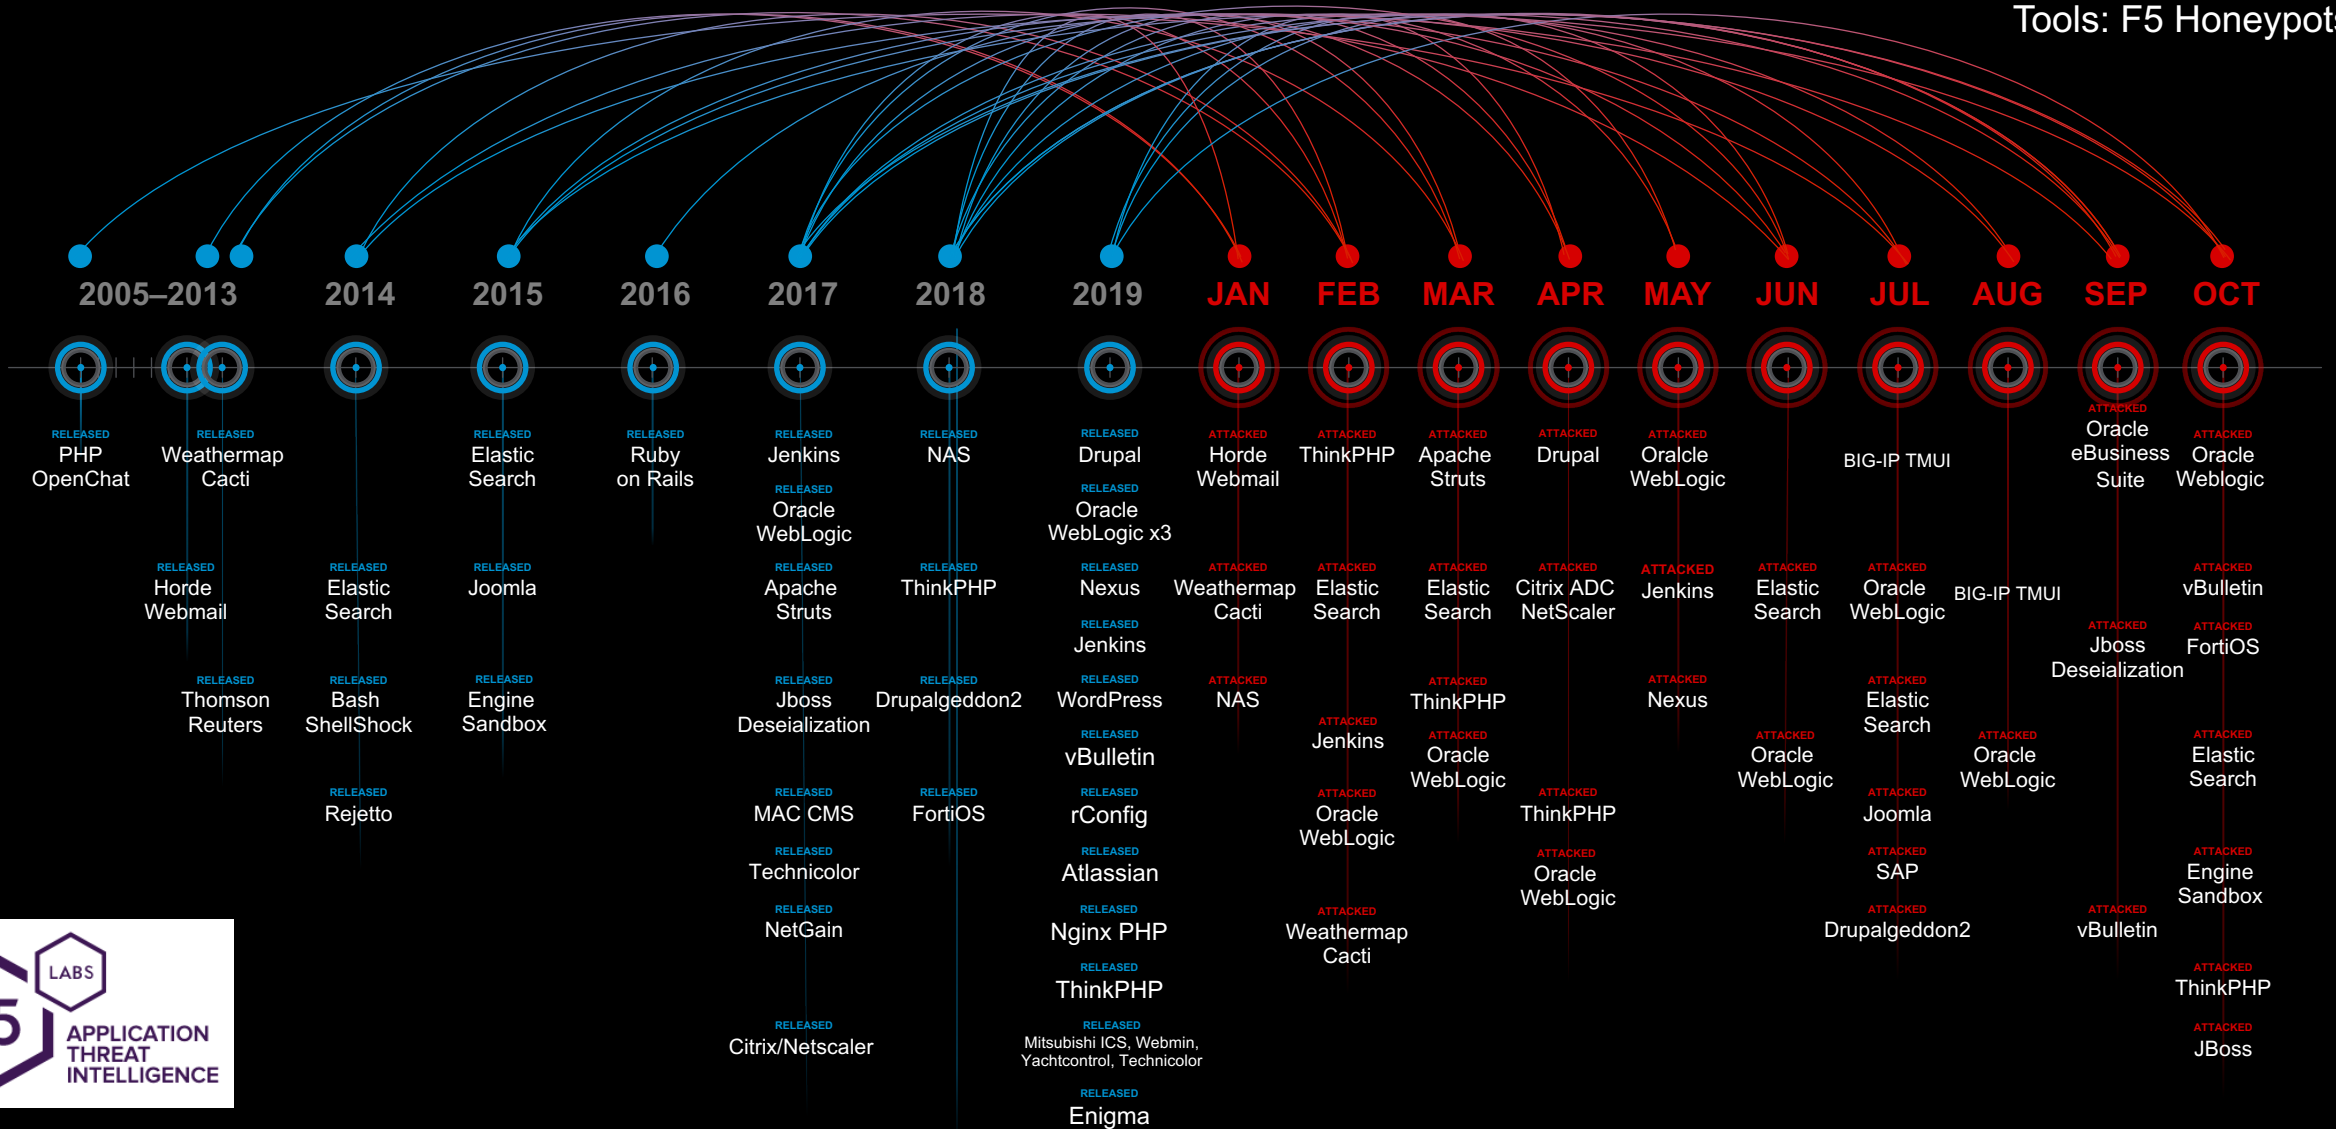 Tools: F5 Honeypots
2005–2013
2014
2015
2016
2017
2018
2019
JAN
FEB
MAR
APR
MAY
JUN
JUL
AUG
SEP
OCT
RELEASED
PHP
OpenChat
RELEASED
Weathermap
Cacti
RELEASED
Horde
Webmail
RELEASED
Thomson
Reuters
RELEASED
Elastic
Search
RELEASED
Bash
ShellShock
RELEASED
Rejetto
RELEASED
Elastic
Search
RELEASED
Joomla
RELEASED
Engine
Sandbox
RELEASED
Ruby
on Rails
RELEASED
Jenkins
RELEASED
Oracle
WebLogic
RELEASED
Apache
Struts
RELEASED
Jboss
Deseialization
RELEASED
MAC CMS
RELEASED
Technicolor
RELEASED
NetGain
RELEASED
Citrix/Netscaler
RELEASED
NAS
RELEASED
ThinkPHP
RELEASED
Drupalgeddon2
RELEASED
FortiOS
RELEASED
Drupal
RELEASED
Oracle
WebLogic x3
RELEASED
Nexus
RELEASED
Jenkins
RELEASED
WordPress
RELEASED
vBulletin
RELEASED
rConfig
RELEASED
Atlassian
RELEASED
Nginx PHP
RELEASED
ThinkPHP
RELEASED
Mitsubishi ICS, Webmin,
Yachtcontrol, Technicolor
RELEASED
Enigma
ATTACKED
Horde
Webmail
ATTACKED
Weathermap
Cacti
ATTACKED
NAS
ATTACKED
ThinkPHP
ATTACKED
Elastic
Search
ATTACKED
Jenkins
ATTACKED
Oracle
WebLogic
ATTACKED
Weathermap
Cacti
ATTACKED
Apache
Struts
ATTACKED
Elastic
Search
ATTACKED
ThinkPHP
ATTACKED
Oracle
WebLogic
ATTACKED
Drupal
ATTACKED
Citrix ADC
NetScaler
ATTACKED
ThinkPHP
ATTACKED
Oracle
WebLogic
ATTACKED
Oralcle
WebLogic
ATTACKED
Jenkins
ATTACKED
Nexus
ATTACKED
Elastic
Search
ATTACKED
Oracle
WebLogic
BIG-IP TMUI
ATTACKED
Oracle
WebLogic
ATTACKED
Elastic
Search
ATTACKED
Joomla
ATTACKED
SAP
ATTACKED
Drupalgeddon2
BIG-IP TMUI
ATTACKED
Oracle
WebLogic
ATTACKED
Oracle
eBusiness
Suite
ATTACKED
Jboss
Deseialization
ATTACKED
vBulletin
ATTACKED
Oracle
Weblogic
ATTACKED
vBulletin
ATTACKED
FortiOS
ATTACKED
Elastic
Search
ATTACKED
Engine
Sandbox
ATTACKED
ThinkPHP
ATTACKED
JBoss
LABS
5
APPLICATION
THREAT
INTELLIGENCE